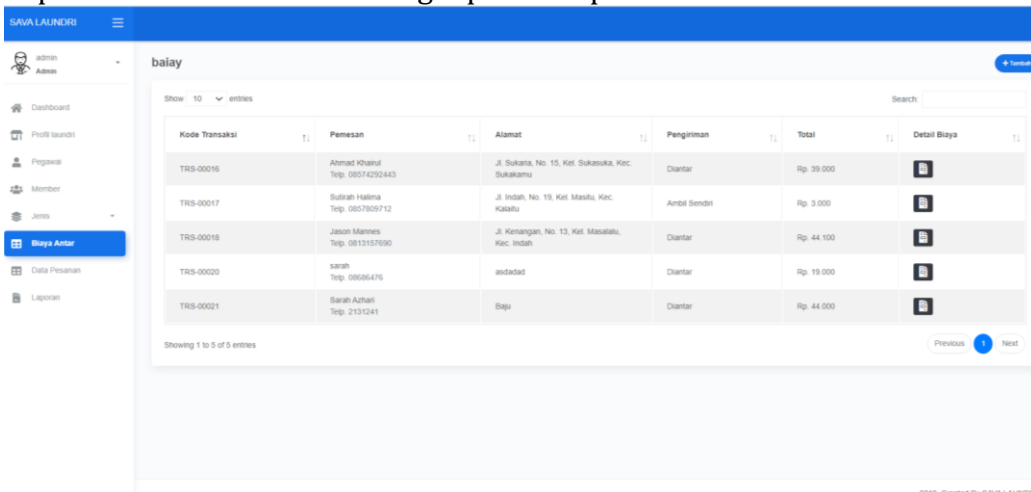 SAVA LAUNDRI
admin
Admin
Dashboard
Profil laundri
Pegawai
Member
Jenis
Biaya Antar
Data Pesanan
Laporan
baiay
+ Tambah
Show 10 entries
Search:
Kode Transaksi Pemesan Alamat Pengiriman Total Detail Biaya
TRS-00016 Ahmad Khairul Telp. 08574292443 Jl. Sukaria, No. 15, Kel. Sukasuka, Kec. Sukakamu Diantar Rp. 39.000
TRS-00017 Sutirah Halima Telp. 0857809712 Jl. Indah, No. 19, Kel. Masitu, Kec. Kalaitu Ambil Sendiri Rp. 3.000
TRS-00018 Jason Mannes Telp. 0813157690 Jl. Kenangan, No. 13, Kel. Masalalu, Kec. Indah Diantar Rp. 44.100
TRS-00020 sarah Telp. 08686476 asdadad Diantar Rp. 19.000
TRS-00021 Sarah Azhari Telp. 2131241 Baju Diantar Rp. 44.000
Showing 1 to 5 of 5 entries
Previous 1 Next